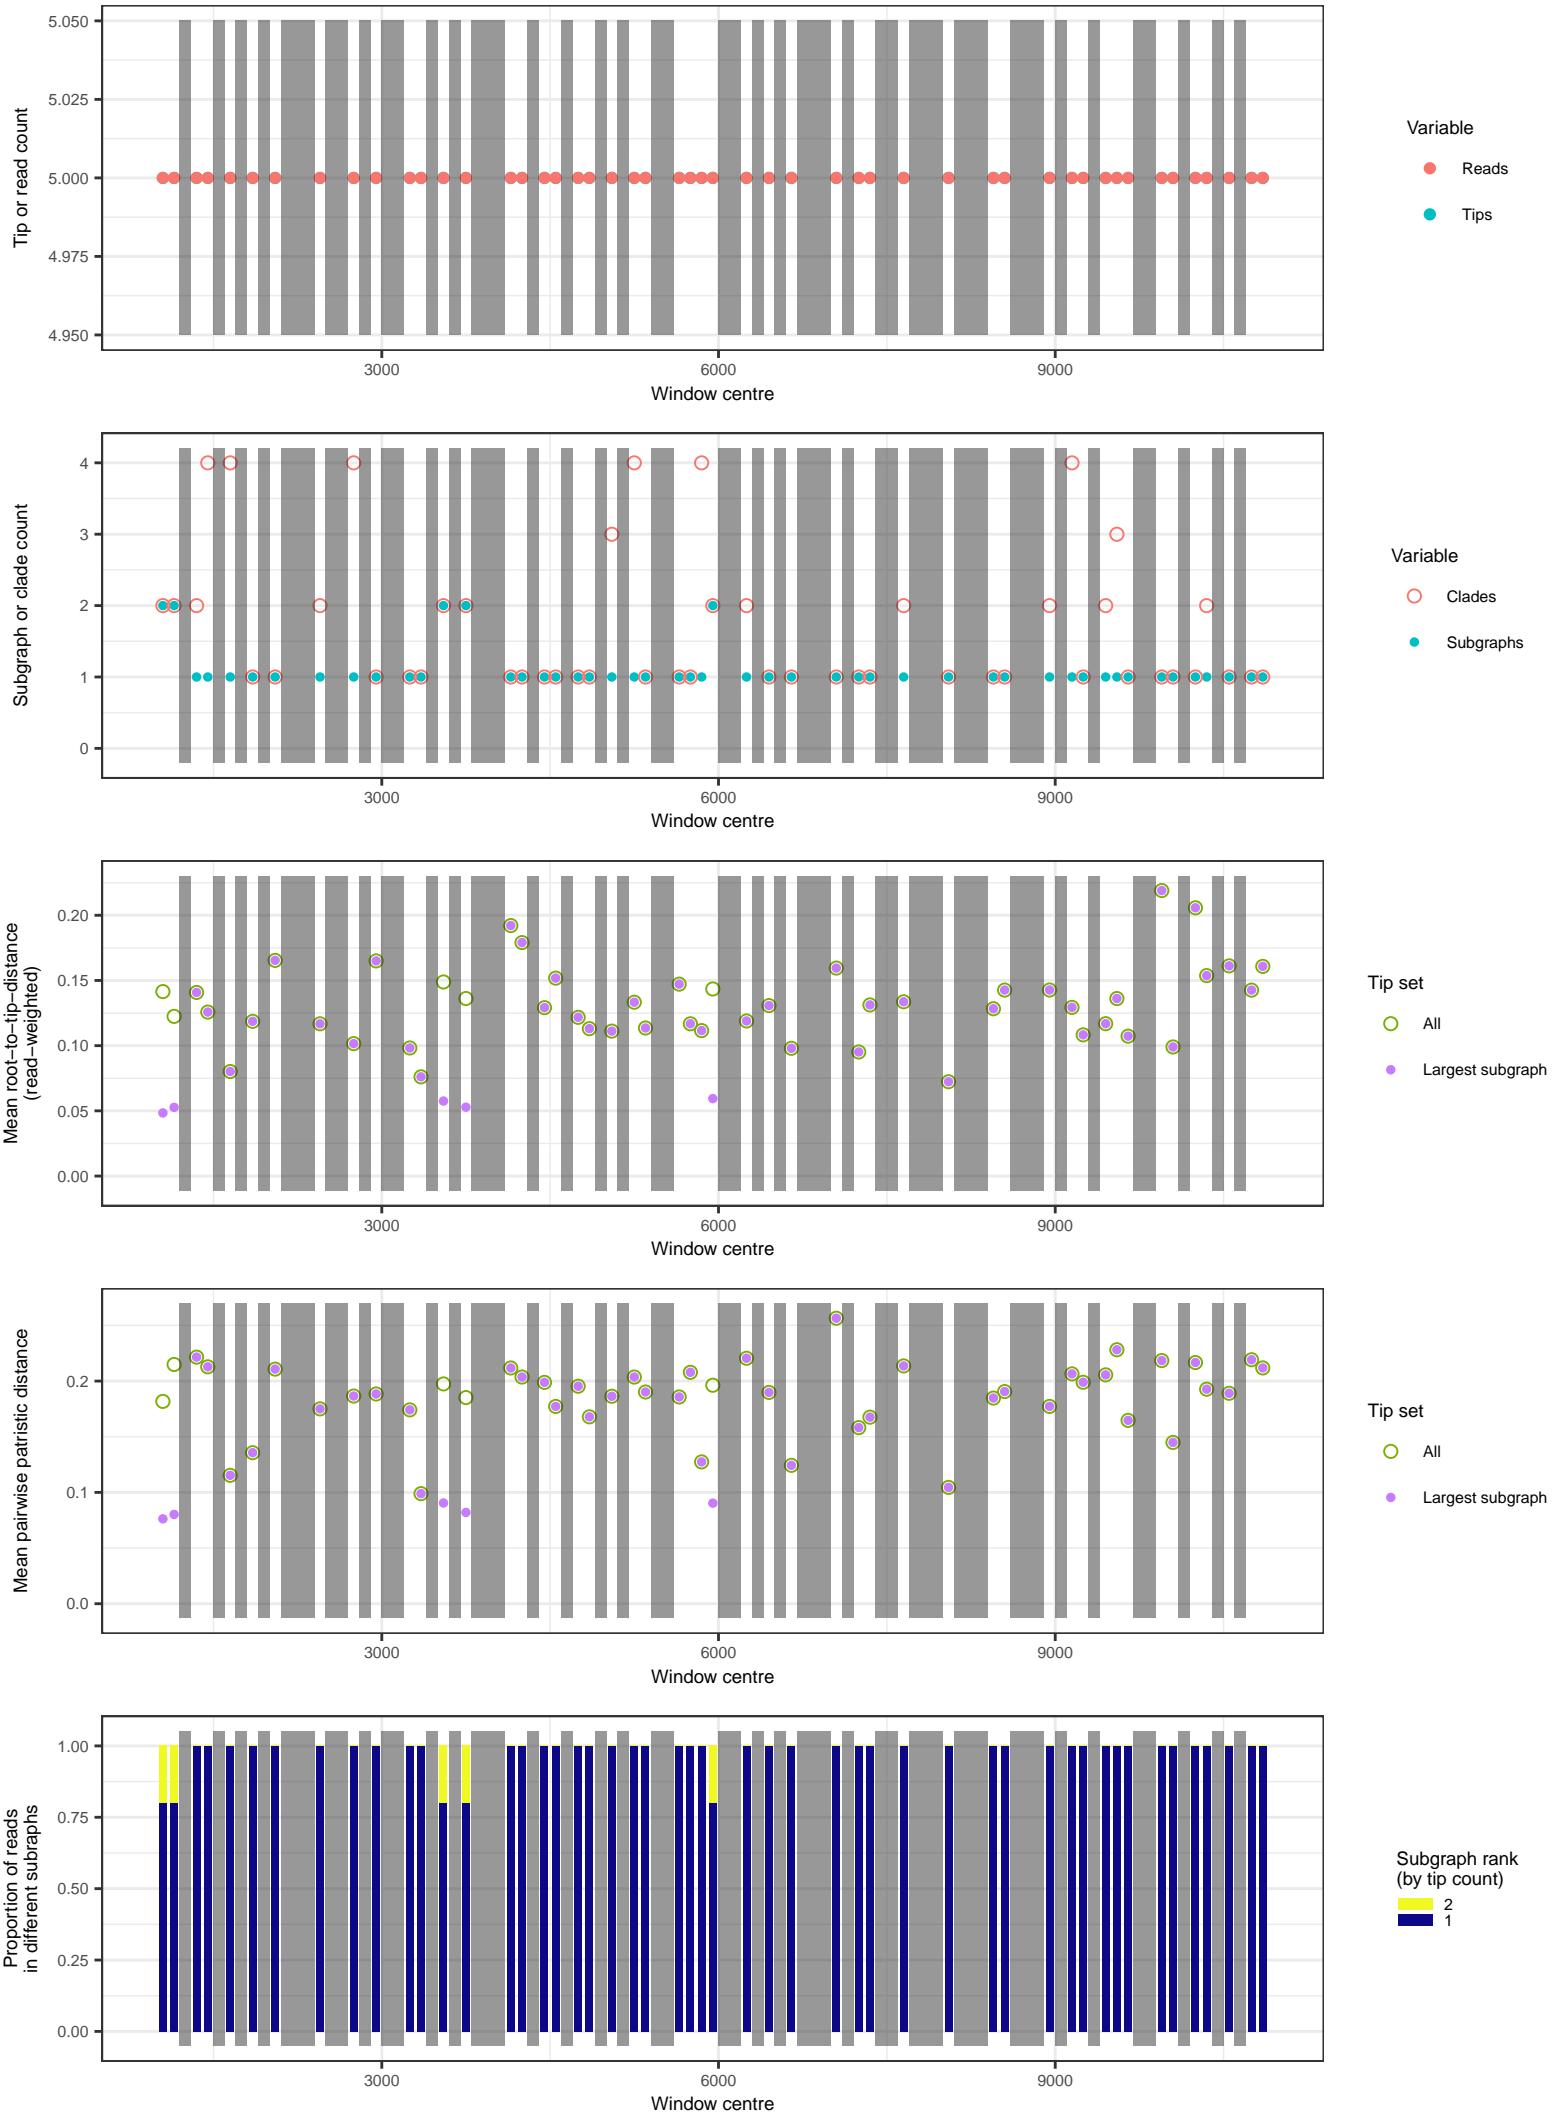 5.050
5.025
5.000
4.975
4.950
Tip or read count
3000
6000
9000
Window centre
Variable
Reads
Tips
4
3
2
1
0
Subgraph or clade count
3000
6000
9000
Window centre
Variable
Clades
Subgraphs
0.20
0.15
0.10
0.05
0.00
Mean root−to−tip−distance
(read−weighted)
3000
6000
9000
Window centre
Tip set
All
Largest subgraph
0.2
0.1
0.0
Mean pairwise patristic distance
3000
6000
9000
Window centre
Tip set
All
Largest subgraph
1.00
0.75
0.50
0.25
0.00
Proportion of reads
in different subraphs
3000
6000
9000
Window centre
Subgraph rank
(by tip count)
2
1